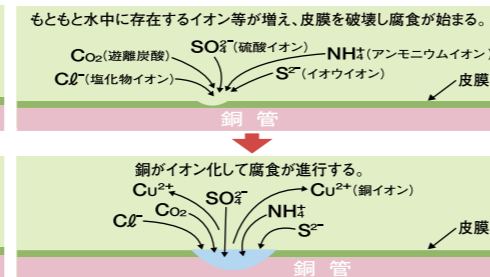 もともと水中に存在するイオン等が増え、皮膜を破壊し腐食が始まる。
SO₄²⁻(硫酸イオン)
CO₂(遊離炭酸)
NH₄⁺(アンモニウムイオン)
Cℓ⁻(塩化物イオン)
S²⁻(イオウイオン)
皮膜
銅管
銅がイオン化して腐食が進行する。
Cu²⁺
SO₄²⁻
Cu²⁺(銅イオン)
CO₂
NH₄⁺
Cℓ⁻
S²⁻
皮膜
銅管